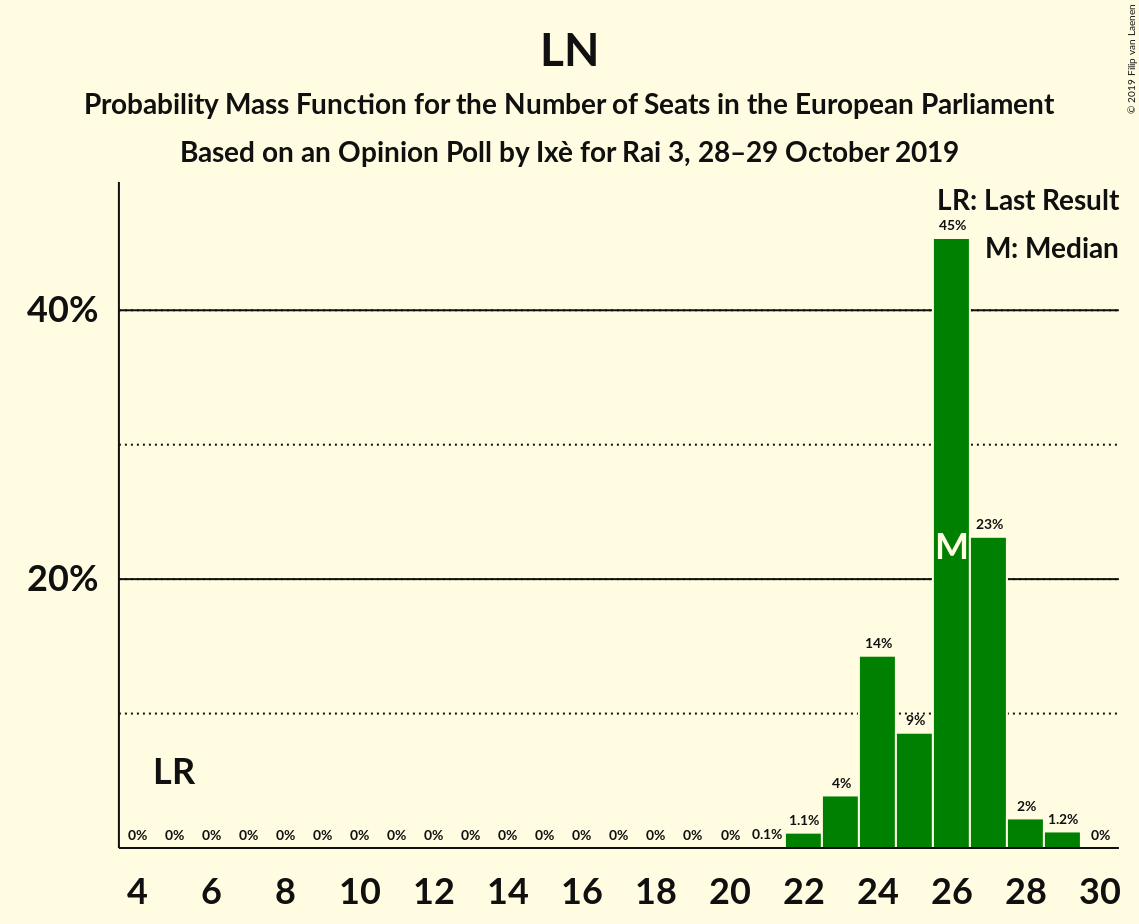 LN
Probability Mass Function for the Number of Seats in the European Parliament
Based on an Opinion Poll by Ixè for Rai 3, 28–29 October 2019
© 2019 Filip van Laenen
LR: Last Result
M: Median
45%
40%
23%
M
20%
14%
9%
LR
4%
2%
1.1%
1.2%
0% 0% 0% 0% 0% 0% 0% 0% 0% 0% 0% 0% 0% 0% 0% 0% 0% 0.1% 0%
4 6 8 10 12 14 16 18 20 22 24 26 28 30